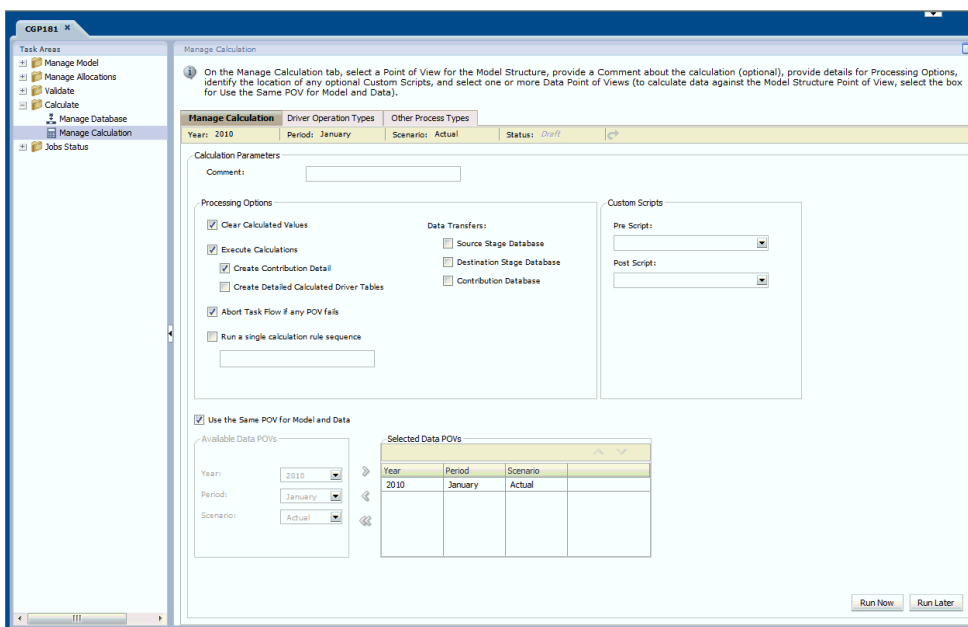 CGP181 ×
Task Areas
Manage Model
Manage Allocations
Validate
Calculate
Manage Database
Manage Calculation
Jobs Status
Manage Calculation
On the Manage Calculation tab, select a Point of View for the Model Structure, provide a Comment about the calculation (optional), provide details for Processing Options,
identify the location of any optional Custom Scripts, and select one or more Data Point of Views (to calculate data against the Model Structure Point of View, select the box
for Use the Same POV for Model and Data).
Manage Calculation Driver Operation Types Other Process Types
Year: 2010 Period: January Scenario: Actual Status: Draft
Calculation Parameters
Comment:
Processing Options
Clear Calculated Values
Execute Calculations
Create Contribution Detail
Create Detailed Calculated Driver Tables
Abort Task Flow if any POV fails
Run a single calculation rule sequence
Data Transfers:
Source Stage Database
Destination Stage Database
Contribution Database
Custom Scripts
Pre Script:
Post Script:
Use the Same POV for Model and Data
Available Data POVs
Year: 2010
Period: January
Scenario: Actual
Selected Data POVs
Year Period Scenario
2010 January Actual
Run Now Run Later